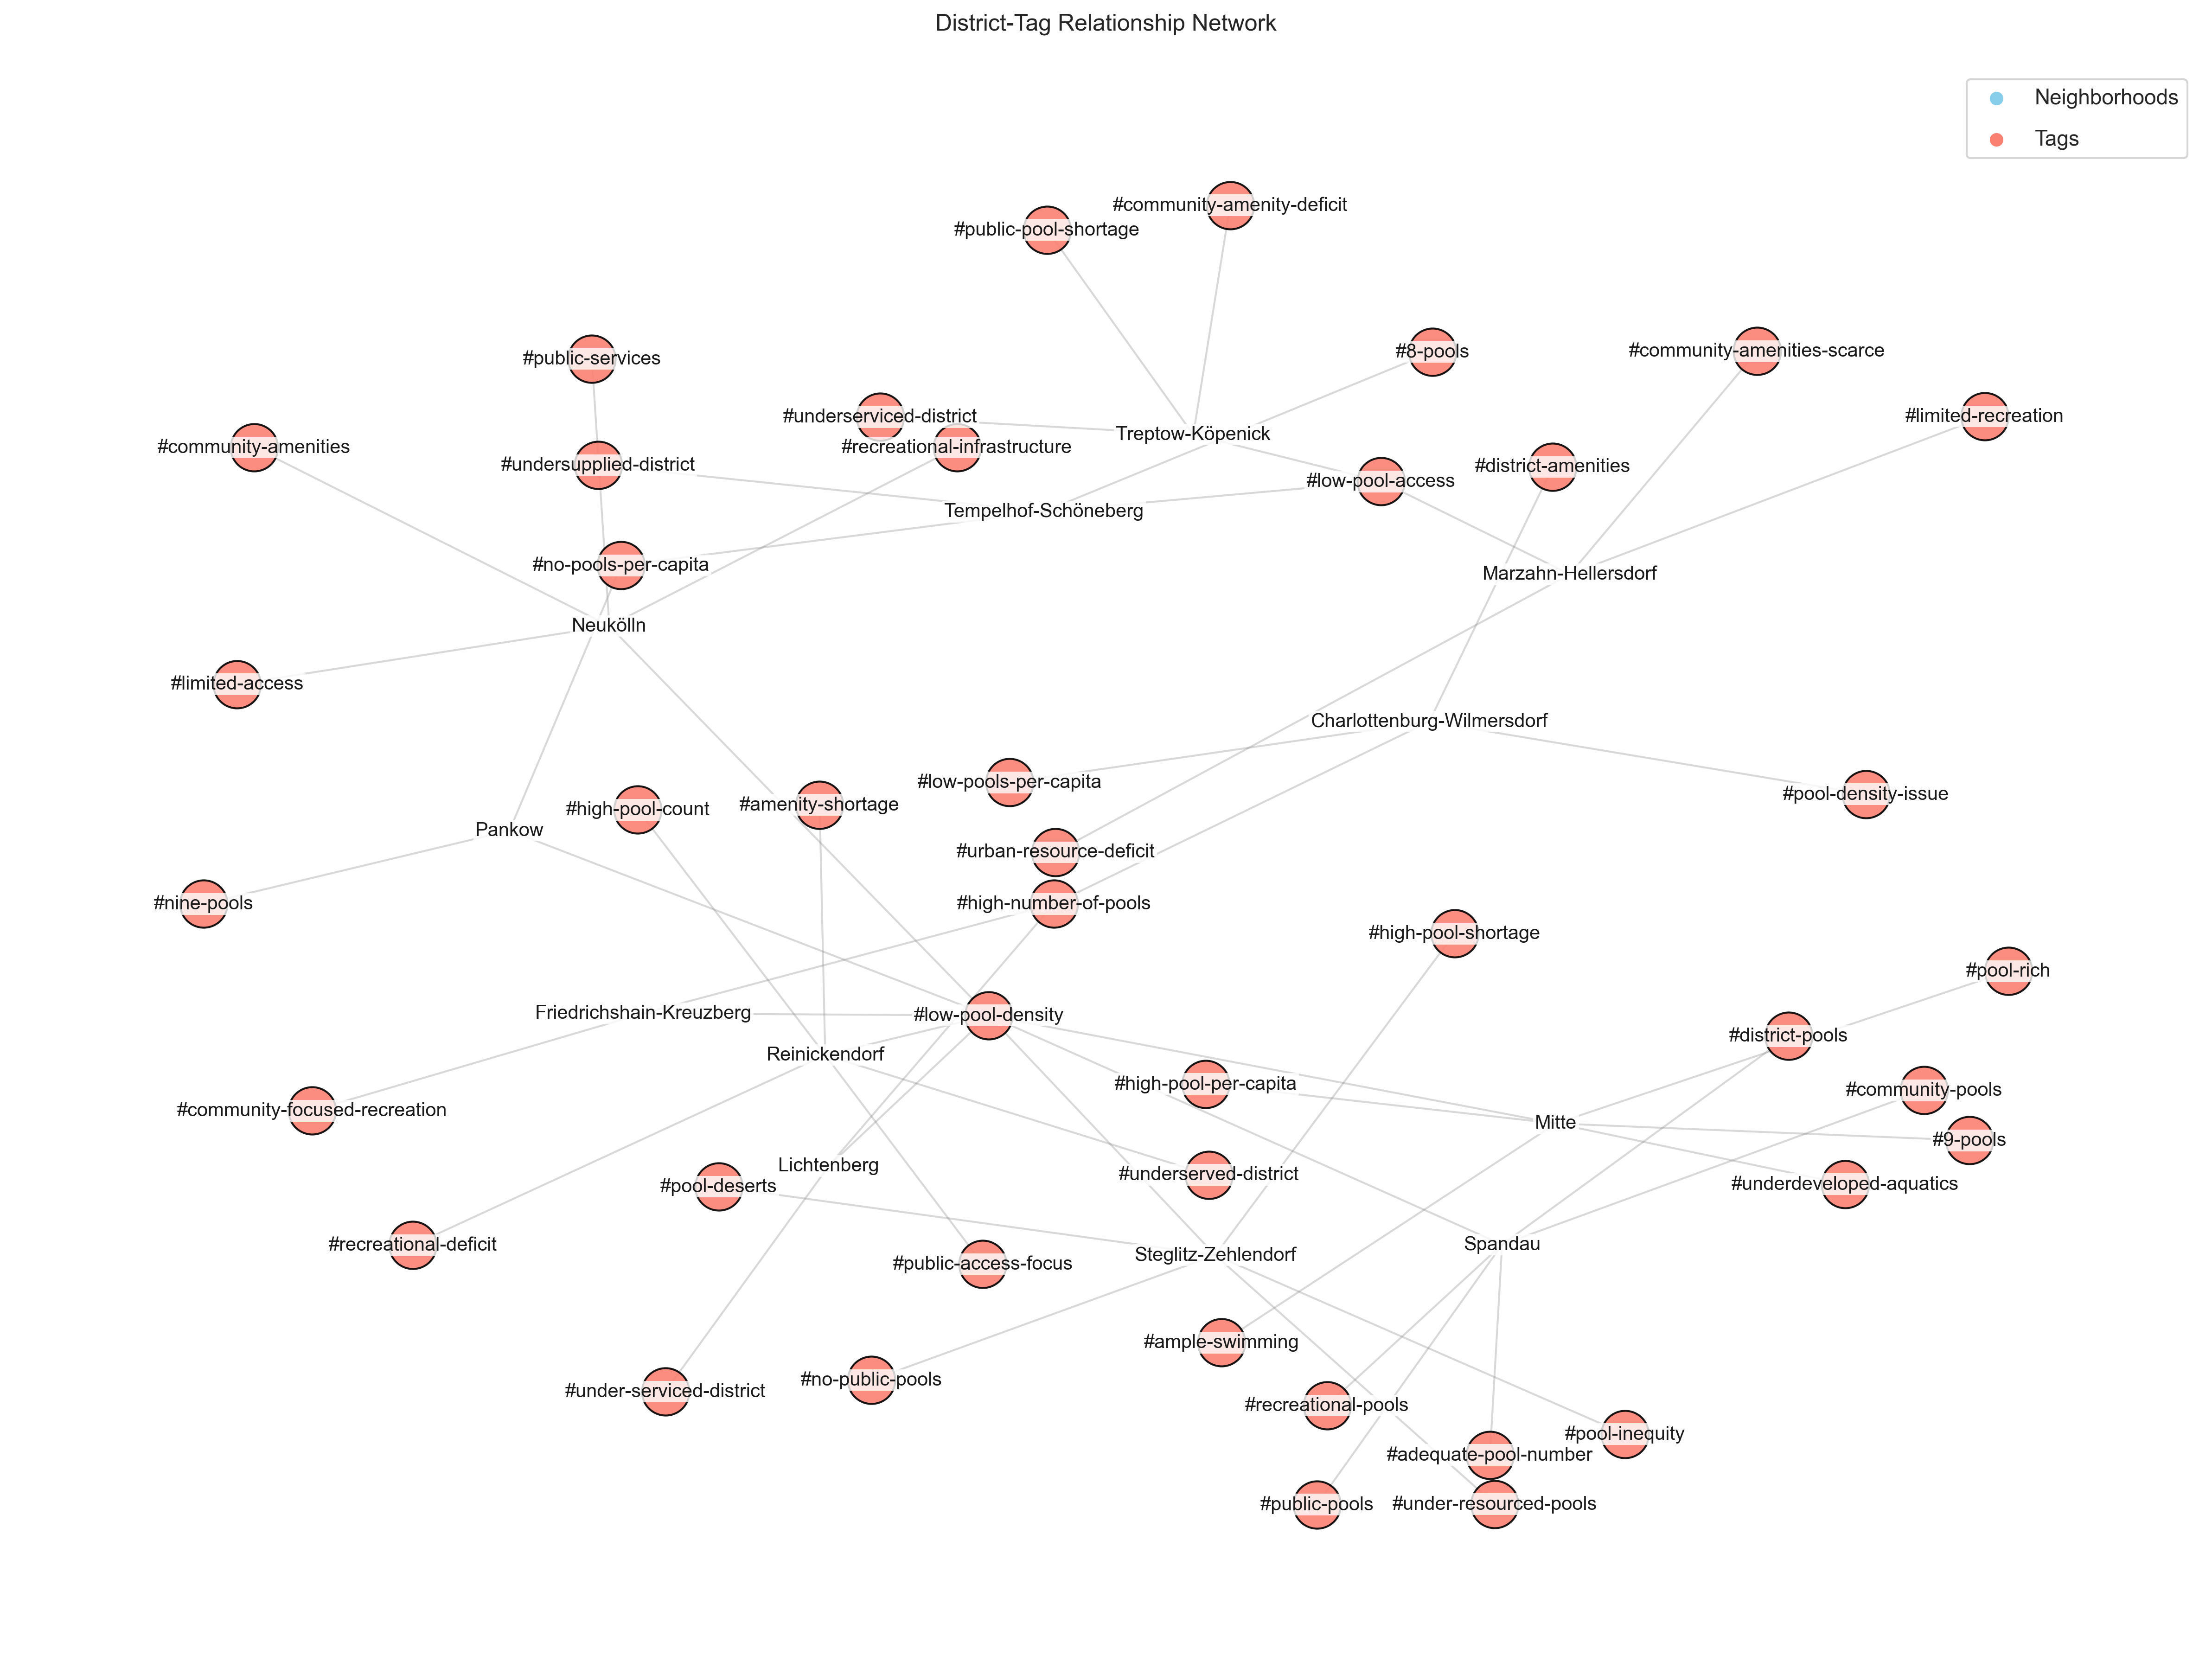 District-Tag Relationship Network
Neighborhoods
Tags
#community-amenity-deficit
#public-pool-shortage
#8-pools
#community-amenities-scarce
#public-services
#underserviced-district
#limited-recreation
Treptow-Köpenick
#community-amenities
#recreational-infrastructure
#undersupplied-district
#district-amenities
#low-pool-access
Tempelhof-Schöneberg
#no-pools-per-capita
Marzahn-Hellersdorf
Neukölln
#limited-access
Charlottenburg-Wilmersdorf
#low-pools-per-capita
#pool-density-issue
#high-pool-count
#amenity-shortage
Pankow
#urban-resource-deficit
#nine-pools
#high-number-of-pools
#high-pool-shortage
#pool-rich
Friedrichshain-Kreuzberg
#low-pool-density
#district-pools
Reinickendorf
#high-pool-per-capita
#community-pools
#community-focused-recreation
Mitte
#9-pools
Lichtenberg
#underserved-district
#underdeveloped-aquatics
#pool-deserts
#recreational-deficit
Spandau
Steglitz-Zehlendorf
#public-access-focus
#ample-swimming
#no-public-pools
#under-serviced-district
#recreational-pools
#pool-inequity
#adequate-pool-number
#public-pools
#under-resourced-pools